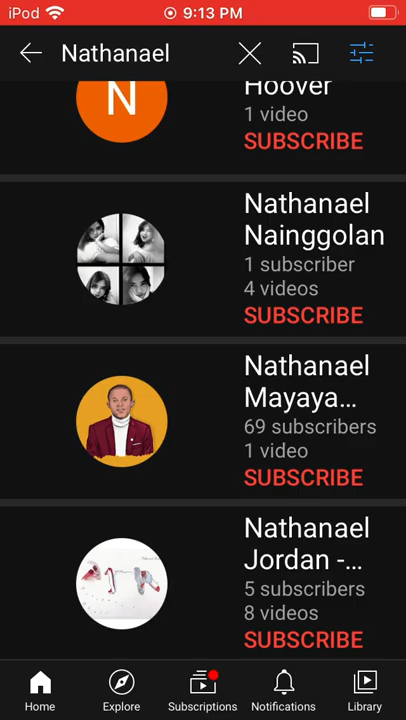 iPod 9:13 PM
Nathanael
Hoover
1 video
SUBSCRIBE
N
Nathanael
Nainggolan
1 subscriber
4 videos
SUBSCRIBE
Nathanael
Mayaya...
69 subscribers
1 video
SUBSCRIBE
Nathanael
Jordan -...
5 subscribers
8 videos
SUBSCRIBE
Home Explore Subscriptions Notifications Library